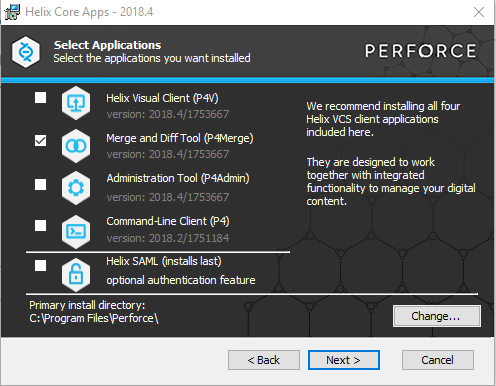 Helix Core Apps - 2018.4
Select Applications
Select the applications you want installed
PERFORCE
Helix Visual Client (P4V)
version: 2018.4/1753667
Merge and Diff Tool (P4Merge)
version: 2018.4/1753667
Administration Tool (P4Admin)
version: 2018.4/1753667
Command-Line Client (P4)
version: 2018.2/1751184
Helix SAML (installs last)
optional authentication feature
We recommend installing all four
Helix VCS client applications
included here.
They are designed to work
together with integrated
functionality to manage your digital
content.
Primary install directory:
C:\Program Files\Perforce\
Change...
< Back
Next >
Cancel